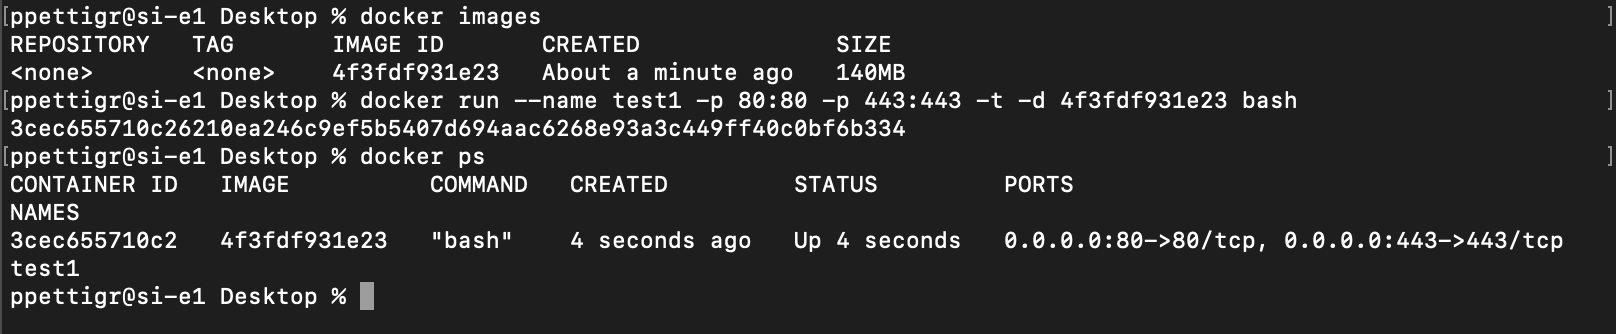 [ppettigr@si-e1 Desktop % docker images ]
REPOSITORY   TAG       IMAGE ID       CREATED              SIZE
<none>       <none>    4f3fdf931e23   About a minute ago   140MB
[ppettigr@si-e1 Desktop % docker run --name test1 -p 80:80 -p 443:443 -t -d 4f3fdf931e23 bash ]
3cec655710c26210ea246c9ef5b5407d694aac6268e93a3c449ff40c0bf6b334
[ppettigr@si-e1 Desktop % docker ps ]
CONTAINER ID   IMAGE          COMMAND   CREATED         STATUS         PORTS
NAMES
3cec655710c2   4f3fdf931e23   "bash"    4 seconds ago   Up 4 seconds   0.0.0.0:80->80/tcp, 0.0.0.0:443->443/tcp
test1
ppettigr@si-e1 Desktop %